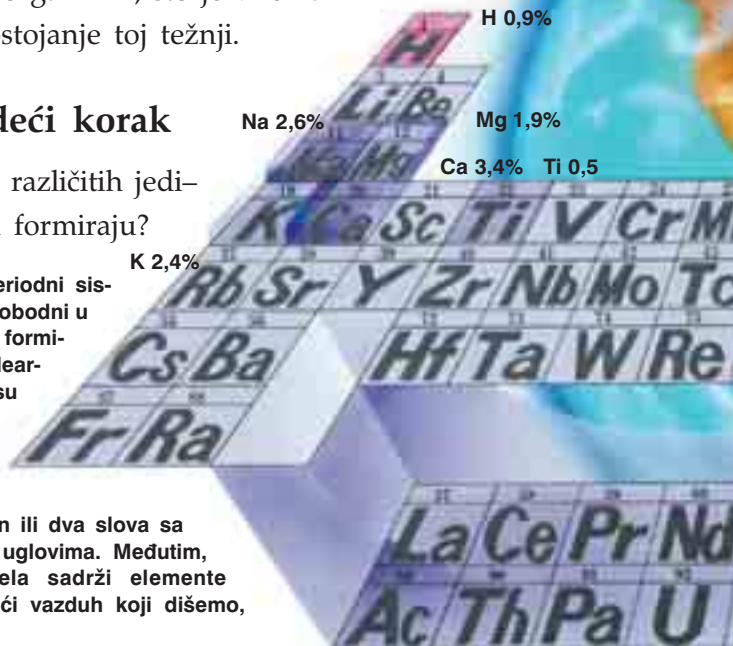 H 0,9%
ostojanje toj težnji.
H
Li Be
deći korak
Na 2,6%
Mg 1,9%
Na Mg
Ca 3,4% Ti 0,5
različitih jedi–
formiraju?
K Ca Sc Ti V Cr M
K 2,4%
eriodni sis-
Rb Sr Y Zr Nb Mo Tc
obodni u
formi-
Cs Ba Hf Ta W Re
lear-
su
Fr Ra
n ili dva slova sa
La Ce Pr Nd
uglovima. Međutim,
ela sadrži elemente
ći vazduh koji dišemo,
Ac Th Pa U